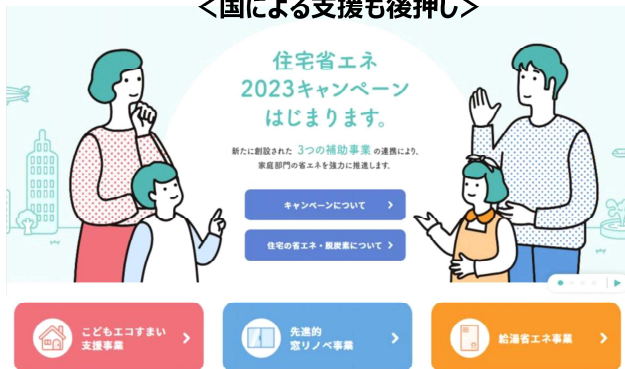 ＜国による支援も後押し＞
住宅省エネ
2023キャンペーン
はじまります。
新たに創設された 3つの補助事業 の連携により、
家庭部門の省エネを強力に推進します。
キャンペーンについて
住宅の省エネ・脱炭素について
こどもエコすまい
支援事業
先進的
窓リノベ事業
給湯省エネ事業